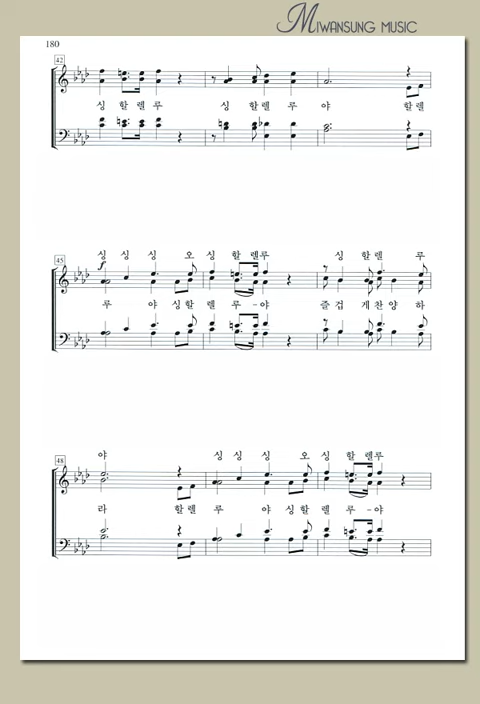 MIWANSUNG MUSIC
180
42
싱 할렐 루 싱 할렐 루 야 할렐
45
싱 싱 싱 오 싱 할 렐루 싱 할 렐 루
f
루 야 싱할 렐 루 - 야 즐 겁 게 찬 양 하
48
야 싱 싱 싱 오 싱 할 렐루
라 할렐 루 야 싱할 렐 루 - 야